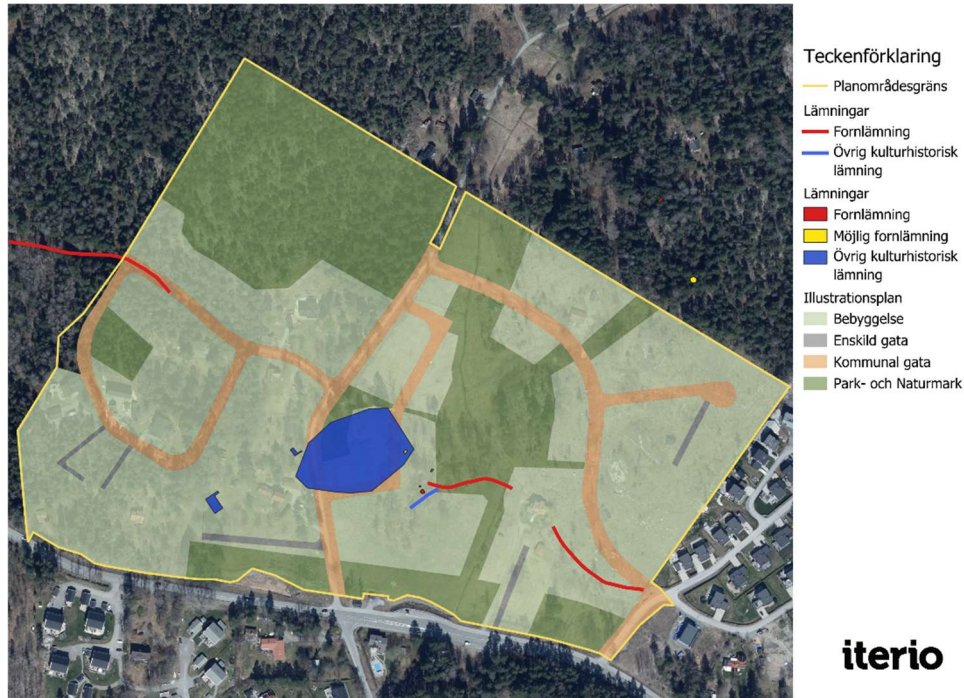 Teckenförklaring
Planområdesgräns
Lämningar
Fornlämning
Övrig kulturhistorisk
lämning
Lämningar
Fornlämning
Möjlig fornlämning
Övrig kulturhistorisk
lämning
Illustrationsplan
Bebyggelse
Enskild gata
Kommunal gata
Park- och Naturmark
iterio